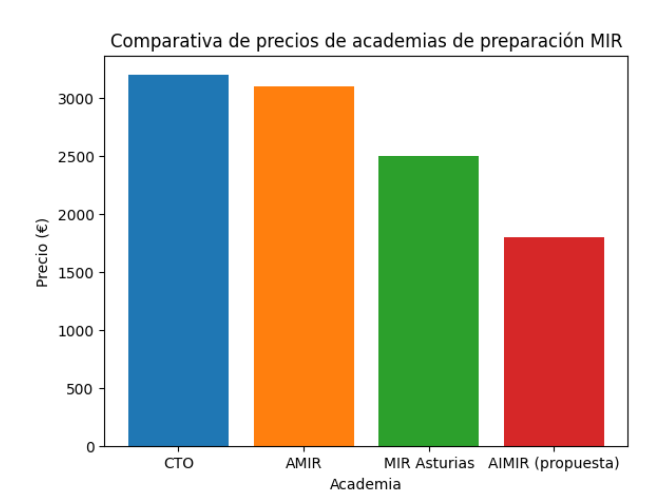 Comparativa de precios de academias de preparación MIR
3000
2500
2000
1500
1000
500
0
Precio (€)
CTO
AMIR
MIR Asturias
AIMIR (propuesta)
Academia